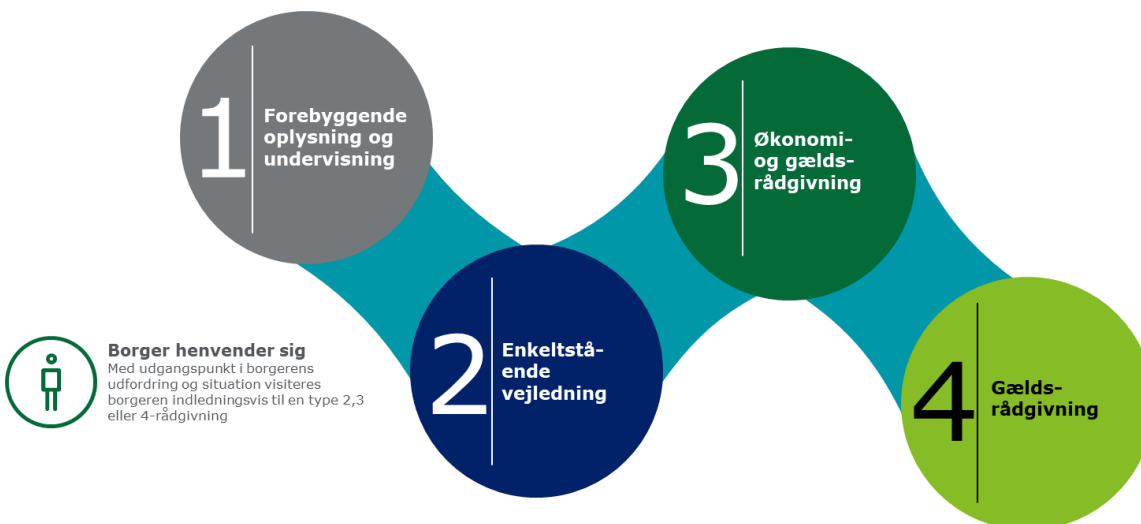 1
Forebyggende
oplysning og
undervisning
2
Enkeltstå-
ende
vejledning
3
Økonomi-
og gælds-
rådgivning
4
Gælds-
rådgivning
Borger henvender sig
Med udgangspunkt i borgerens
udfordring og situation visiteres
borgeren indledningsvis til en type 2,3
eller 4-rådgivning